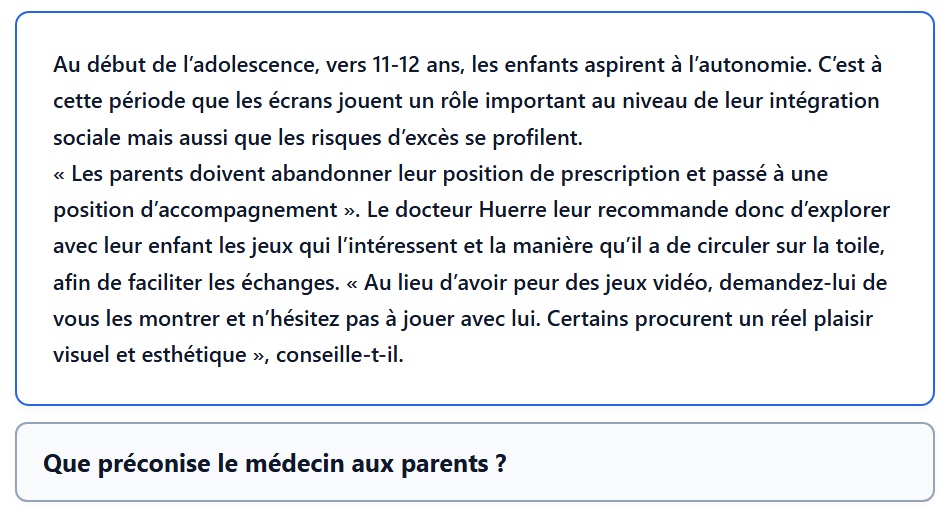 Au début de l’adolescence, vers 11-12 ans, les enfants aspirent à l’autonomie. C’est à
cette période que les écrans jouent un rôle important au niveau de leur intégration
sociale mais aussi que les risques d’excès se profilent.
« Les parents doivent abandonner leur position de prescription et passé à une
position d’accompagnement ». Le docteur Huerre leur recommande donc d’explorer
avec leur enfant les jeux qui l’intéressent et la manière qu’il a de circuler sur la toile,
afin de faciliter les échanges. « Au lieu d’avoir peur des jeux vidéo, demandez-lui de
vous les montrer et n’hésitez pas à jouer avec lui. Certains procurent un réel plaisir
visuel et esthétique », conseille-t-il.
Que préconise le médecin aux parents ?